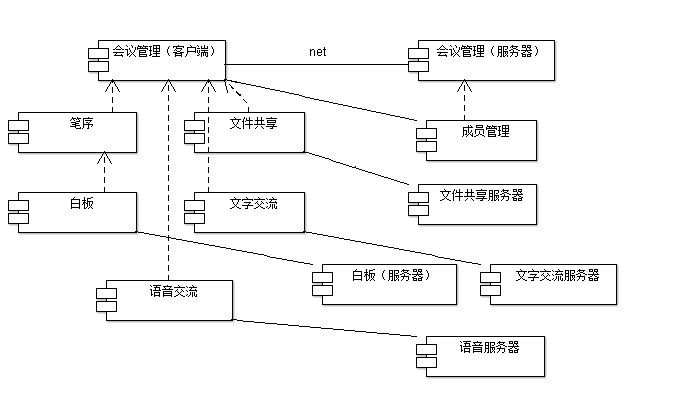 会议管理（客户端）
net
会议管理（服务器）
笔序
文件共享
成员管理
白板
文字交流
文件共享服务器
白板（服务器）
文字交流服务器
语音交流
语音服务器